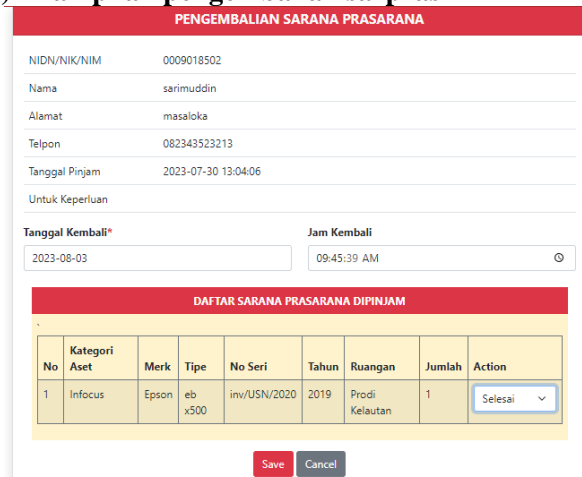 PENGEMBALIAN SARANA PRASARANA
NIDN/NIK/NIM 0009018502
Nama sarimuddin
Alamat masaloka
Telpon 082343523213
Tanggal Pinjam 2023-07-30 13:04:06
Untuk Keperluan
Tanggal Kembali* Jam Kembali
2023-08-03 09:45:39 AM
DAFTAR SARANA PRASARANA DIPINJAM
No Kategori Aset Merk Tipe No Seri Tahun Ruangan Jumlah Action
1 Infocus Epson eb x500 inv/USN/2020 2019 Prodi Kelautan 1 Selesai
Save Cancel